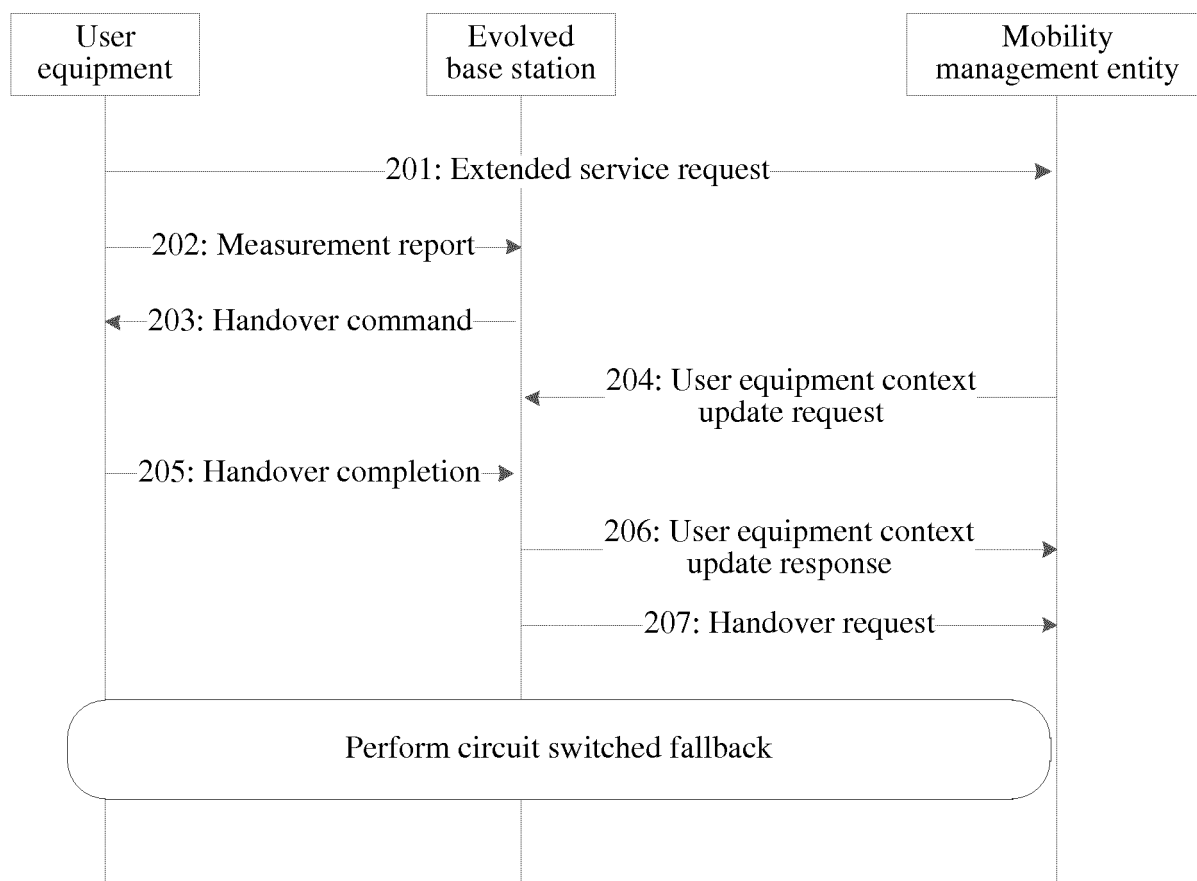 User
equipment
Evolved
base station
Mobility
management entity
201: Extended service request
202: Measurement report
203: Handover command
204: User equipment context
update request
205: Handover completion
206: User equipment context
update response
207: Handover request
Perform circuit switched fallback